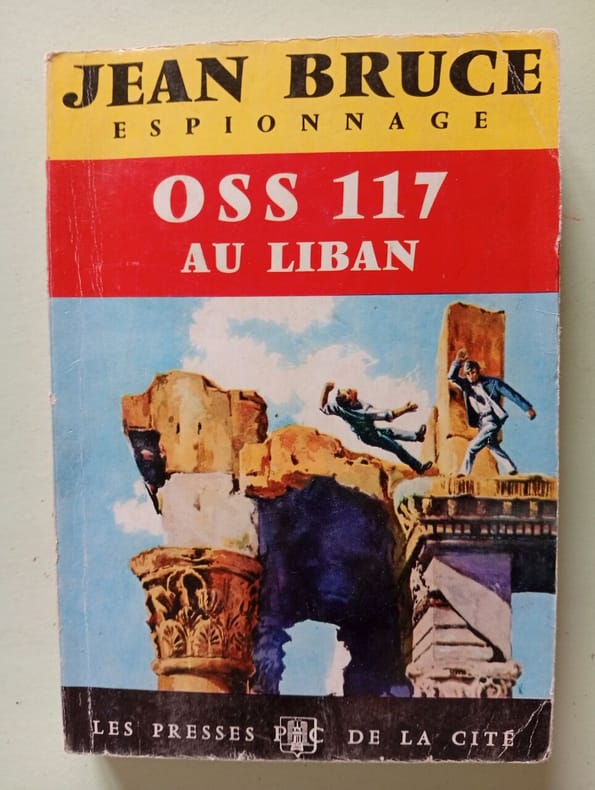 JEAN BRUCE
ESPIONNAGE
OSS 117
AU LIBAN
LES PRESSES P C DE LA CITÉ